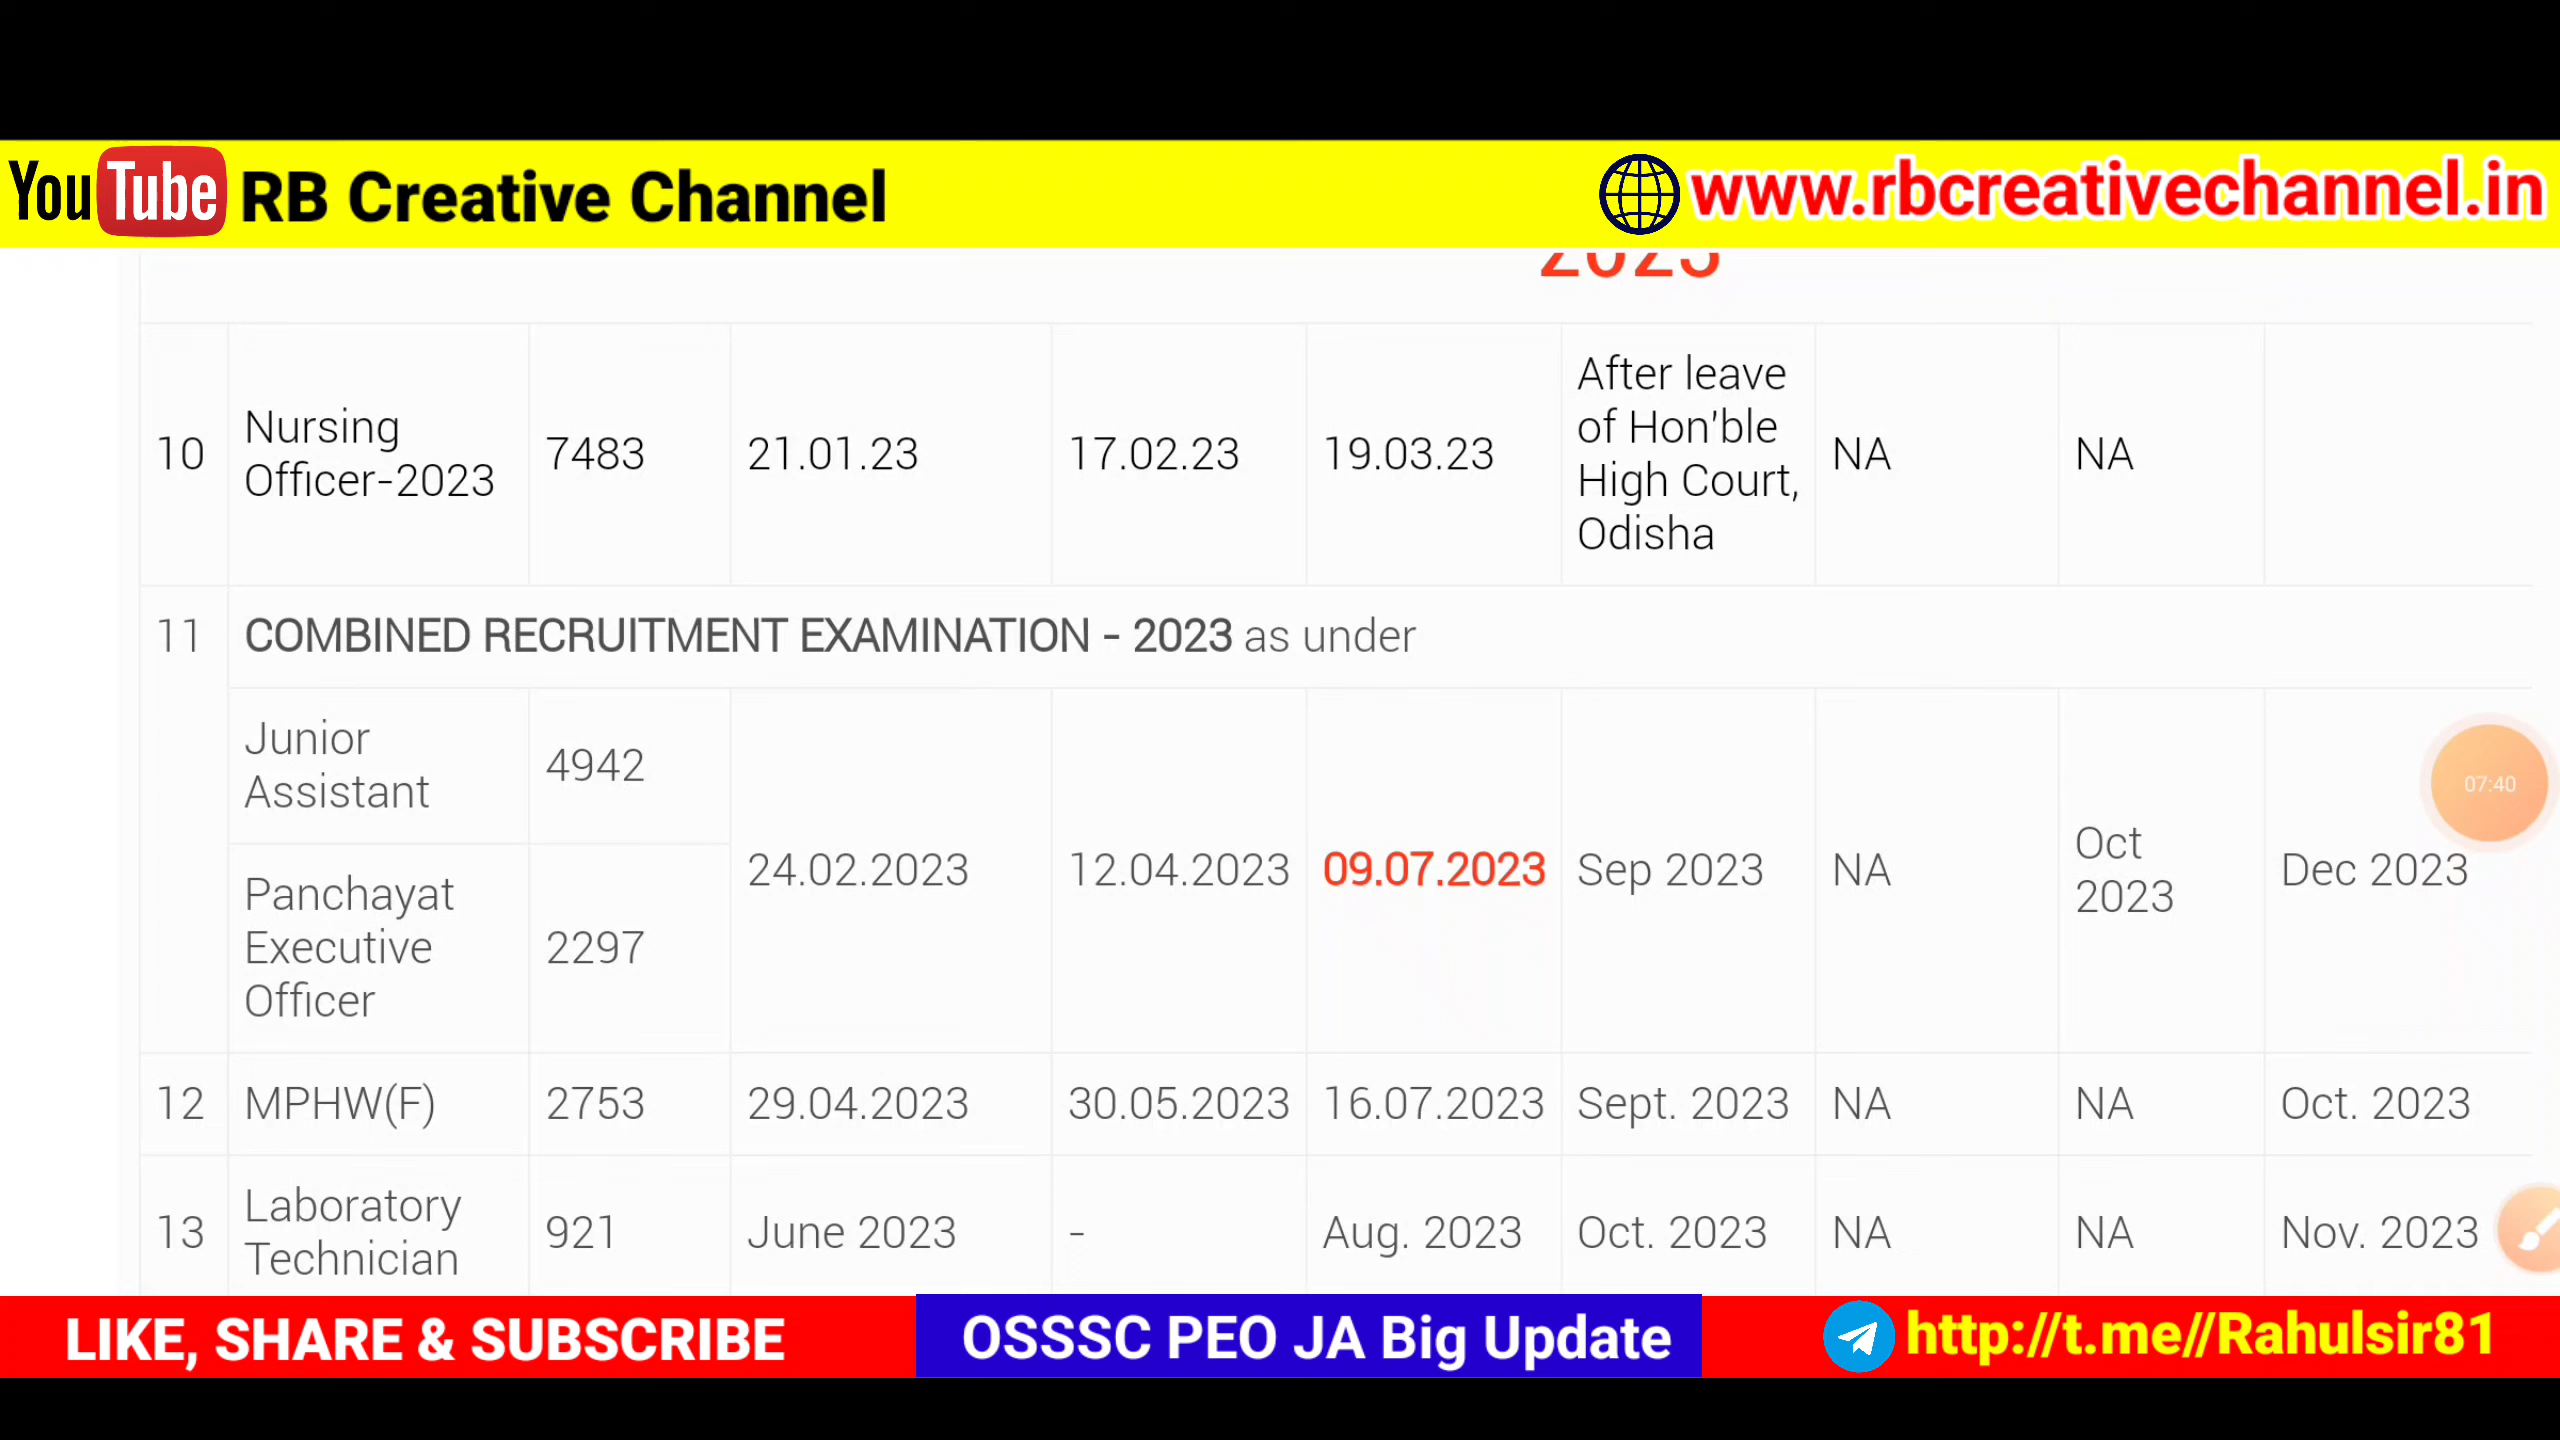 YouTube RB Creative Channel
www.rbcreativechannel.in
2023
10 Nursing Officer-2023 7483 21.01.23 17.02.23 19.03.23 After leave of Hon'ble High Court, Odisha NA NA
11 COMBINED RECRUITMENT EXAMINATION - 2023 as under
Junior Assistant 4942
Panchayat Executive Officer 2297
24.02.2023 12.04.2023 09.07.2023 Sep 2023 NA Oct 2023 Dec 2023
07:40
12 MPHW(F) 2753 29.04.2023 30.05.2023 16.07.2023 Sept. 2023 NA NA Oct. 2023
13 Laboratory Technician 921 June 2023 - Aug. 2023 Oct. 2023 NA NA Nov. 2023
LIKE, SHARE & SUBSCRIBE
OSSSC PEO JA Big Update
http://t.me//Rahulsir81